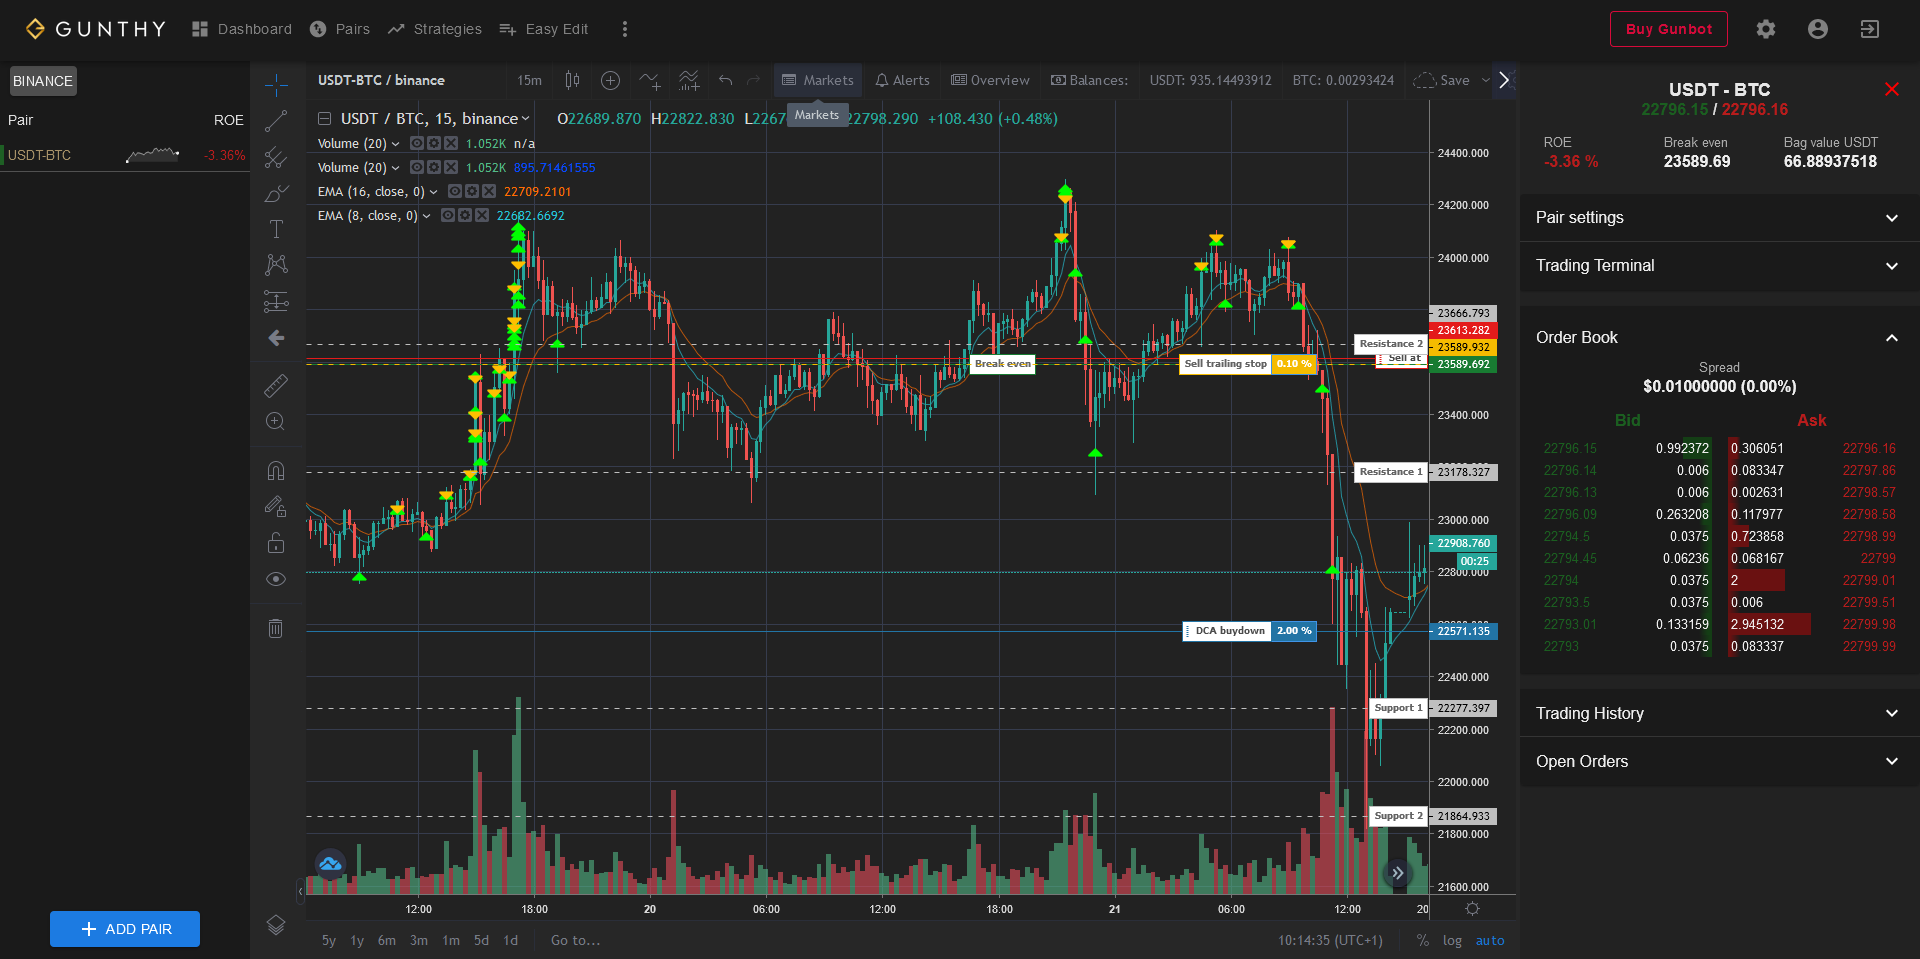 GUNTHY Dashboard Pairs Strategies Easy Edit Buy Gunbot
BINANCE
Pair ROE
USDT-BTC -3.36%
ADD PAIR
USDT-BTC / binance 15m Markets Alerts Overview Balances: USDT: 935.14493912 BTC: 0.00293424 Save
Markets
USDT / BTC, 15, binance O22689.870 H22822.830 22798.290 +108.430 (+0.48%)
Volume (20) 1.052K n/a
Volume (20) 1.052K 895.71461555
EMA (16, close, 0) 22709.2101
EMA (8, close, 0) 22682.6692
24400.000
24200.000
24000.000
23666.793
23613.282
Resistance 2 23589.932
Sell at
Break even Sell trailing stop 0.10 % 23589.692
23400.000
Resistance 1 23178.327
23000.000
22908.760
00:25
22800.000
DCA buydown 2.00 % 22571.135
22400.000
Support 1 22277.397
22200.000
22000.000
Support 2 21864.933
21800.000
21600.000
12:00 18:00 20 06:00 12:00 18:00 21 06:00 12:00 20
5y 1y 6m 3m 1m 5d 1d Go to... 10:14:35 (UTC+1) % log auto
USDT - BTC
22796.15 / 22796.16
ROE Break even Bag value USDT
-3.36 % 23589.69 66.88937518
Pair settings
Trading Terminal
Order Book
Spread
$0.01000000 (0.00%)
Bid Ask
22796.15 0.992372 0.306051 22796.16
22796.14 0.006 0.083347 22797.86
22796.13 0.006 0.002631 22798.57
22796.09 0.263208 0.117977 22798.58
22794.5 0.0375 0.723858 22798.99
22794.45 0.06236 0.068167 22799
22794 0.0375 2 22799.01
22793.5 0.0375 0.006 22799.51
22793.01 0.133159 2.945132 22799.98
22793 0.0375 0.083337 22799.99
Trading History
Open Orders